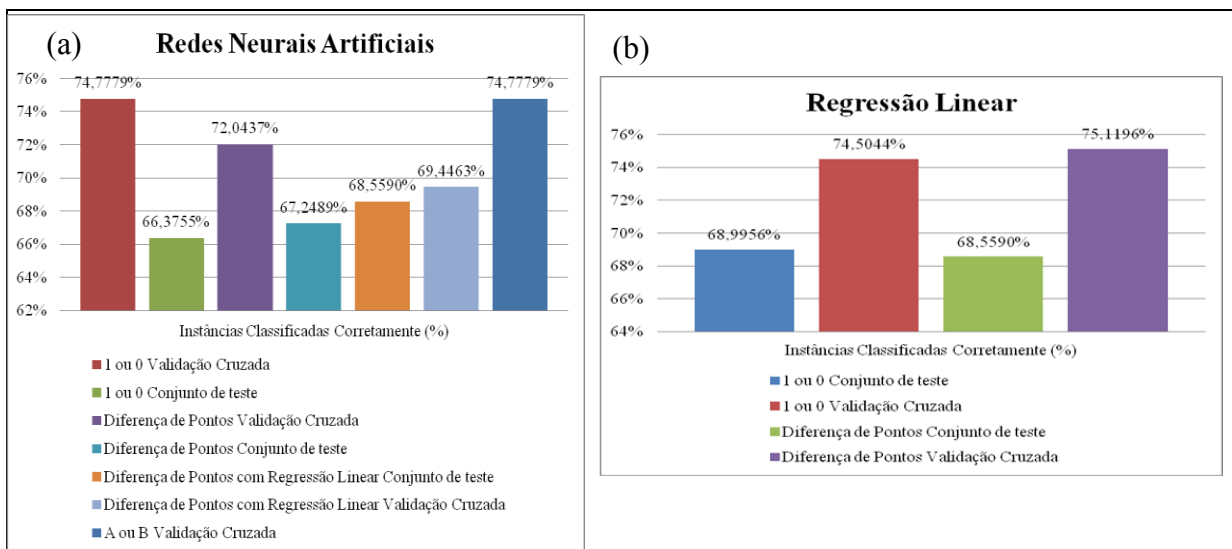 (a)
Redes Neurais Artificiais
76%
74%
72%
70%
68%
66%
64%
62%
74,7779%
66,3755%
72,0437%
67,2489%
68,5590%
69,4463%
74,7779%
Instâncias Classificadas Corretamente (%)
1 ou 0 Validação Cruzada
1 ou 0 Conjunto de teste
Diferença de Pontos Validação Cruzada
Diferença de Pontos Conjunto de teste
Diferença de Pontos com Regressão Linear Conjunto de teste
Diferença de Pontos com Regressão Linear Validação Cruzada
A ou B Validação Cruzada
(b)
Regressão Linear
76%
74%
72%
70%
68%
66%
64%
68,9956%
74,5044%
68,5590%
75,1196%
Instâncias Classificadas Corretamente (%)
1 ou 0 Conjunto de teste
1 ou 0 Validação Cruzada
Diferença de Pontos Conjunto de teste
Diferença de Pontos Validação Cruzada